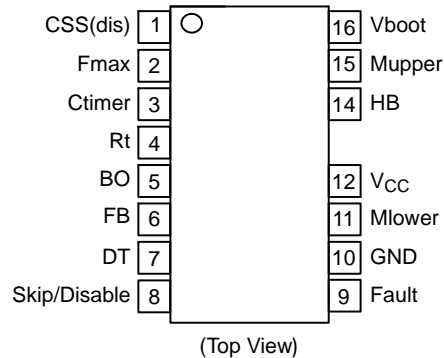 CSS(dis) 1 16 Vboot
Fmax 2 15 Mupper
Ctimer 3 14 HB
Rt 4
BO 5 12 VCC
FB 6 11 Mlower
DT 7 10 GND
Skip/Disable 8 9 Fault
(Top View)